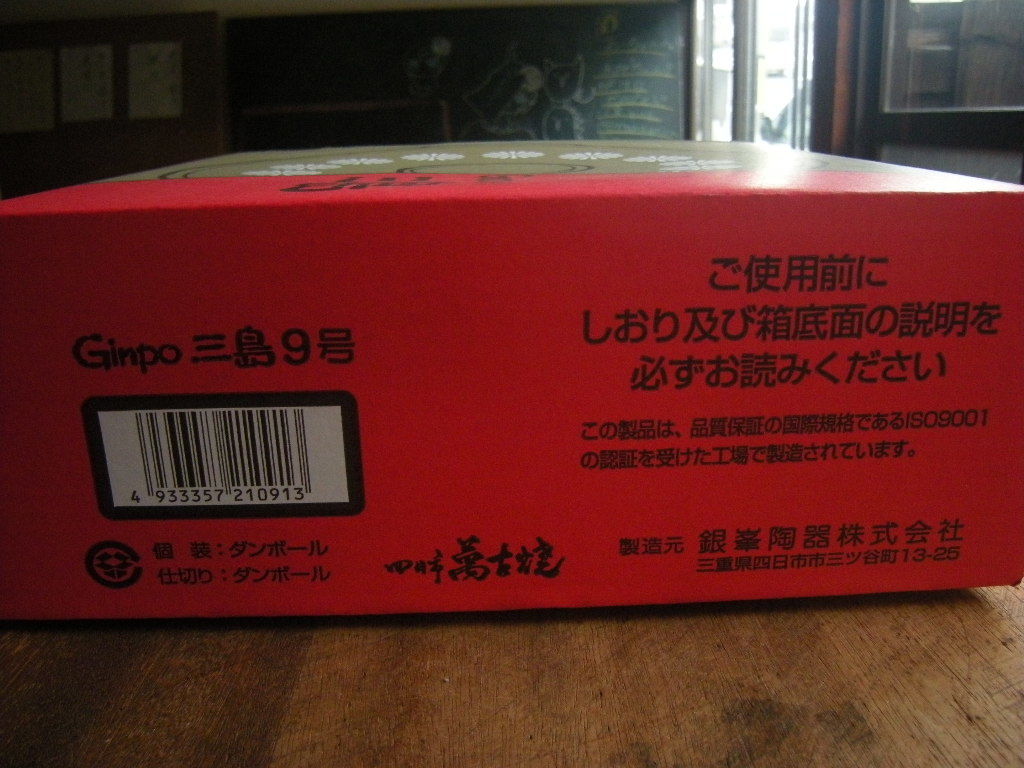 Ginpo 三島9号
4 933357 210913
個 装：ダンボール
仕切り：ダンボール
萬古焼
ご使用前に
しおり及び箱底面の説明を
必ずお読みください
この製品は、品質保証の国際規格であるISO9001
の認証を受けた工場で製造されています。
製造元 銀峯陶器株式会社
三重県四日市市三ツ谷町13-25